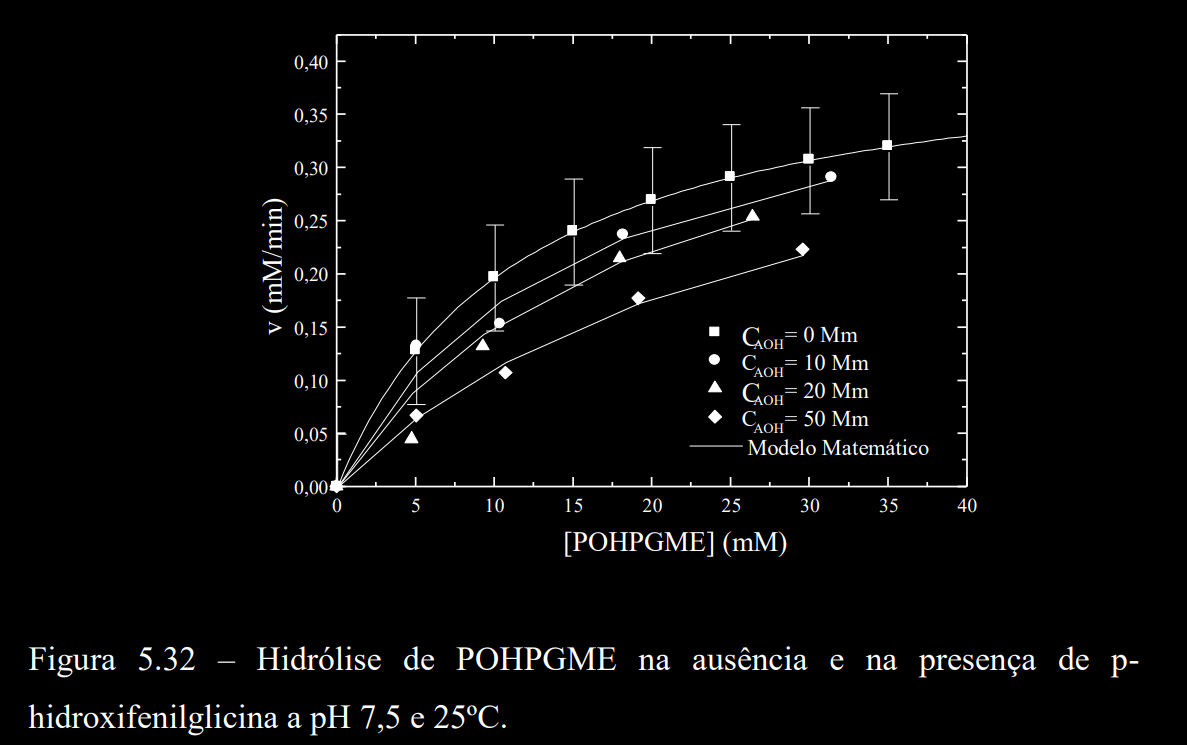 0,40
0,35
0,30
0,25
0,20
0,15
0,10
0,05
0,00
v (mM/min)
C_AOH = 0 Mm
C_AOH = 10 Mm
C_AOH = 20 Mm
C_AOH = 50 Mm
Modelo Matemático
0 5 10 15 20 25 30 35 40
[POHPGME] (mM)
Figura 5.32 – Hidrólise de POHPGME na ausência e na presença de p-
hidroxifenilglicina a pH 7,5 e 25ºC.